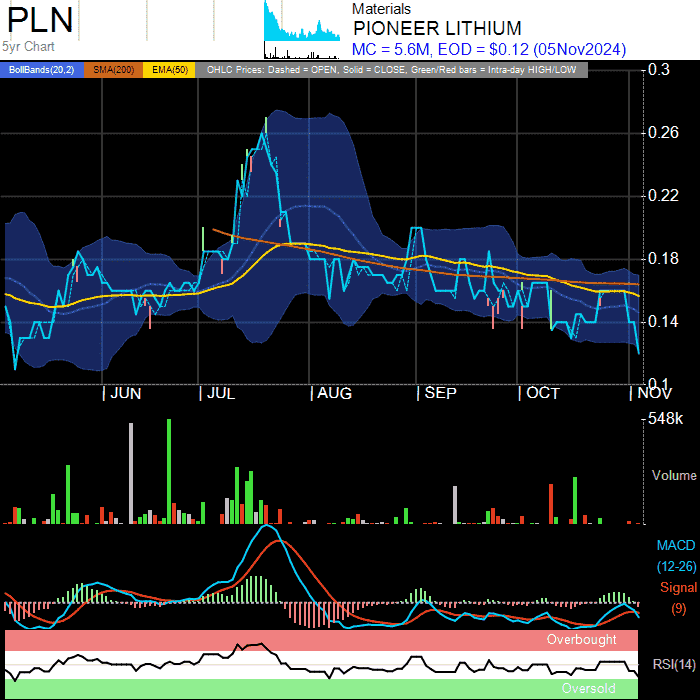 PLN
5yr Chart
Materials
PIONEER LITHIUM
MC = 5.6M, EOD = $0.12 (05Nov2024)
BollBands(20,2) SMA(200) EMA(50) OHLC Prices: Dashed = OPEN, Solid = CLOSE, Green/Red bars = Intra-day HIGH/LOW
0.3
0.26
0.22
0.18
0.14
0.1
JUN JUL AUG SEP OCT NOV
548k
Volume
MACD
(12-26)
Signal
(9)
Overbought
RSI(14)
Oversold